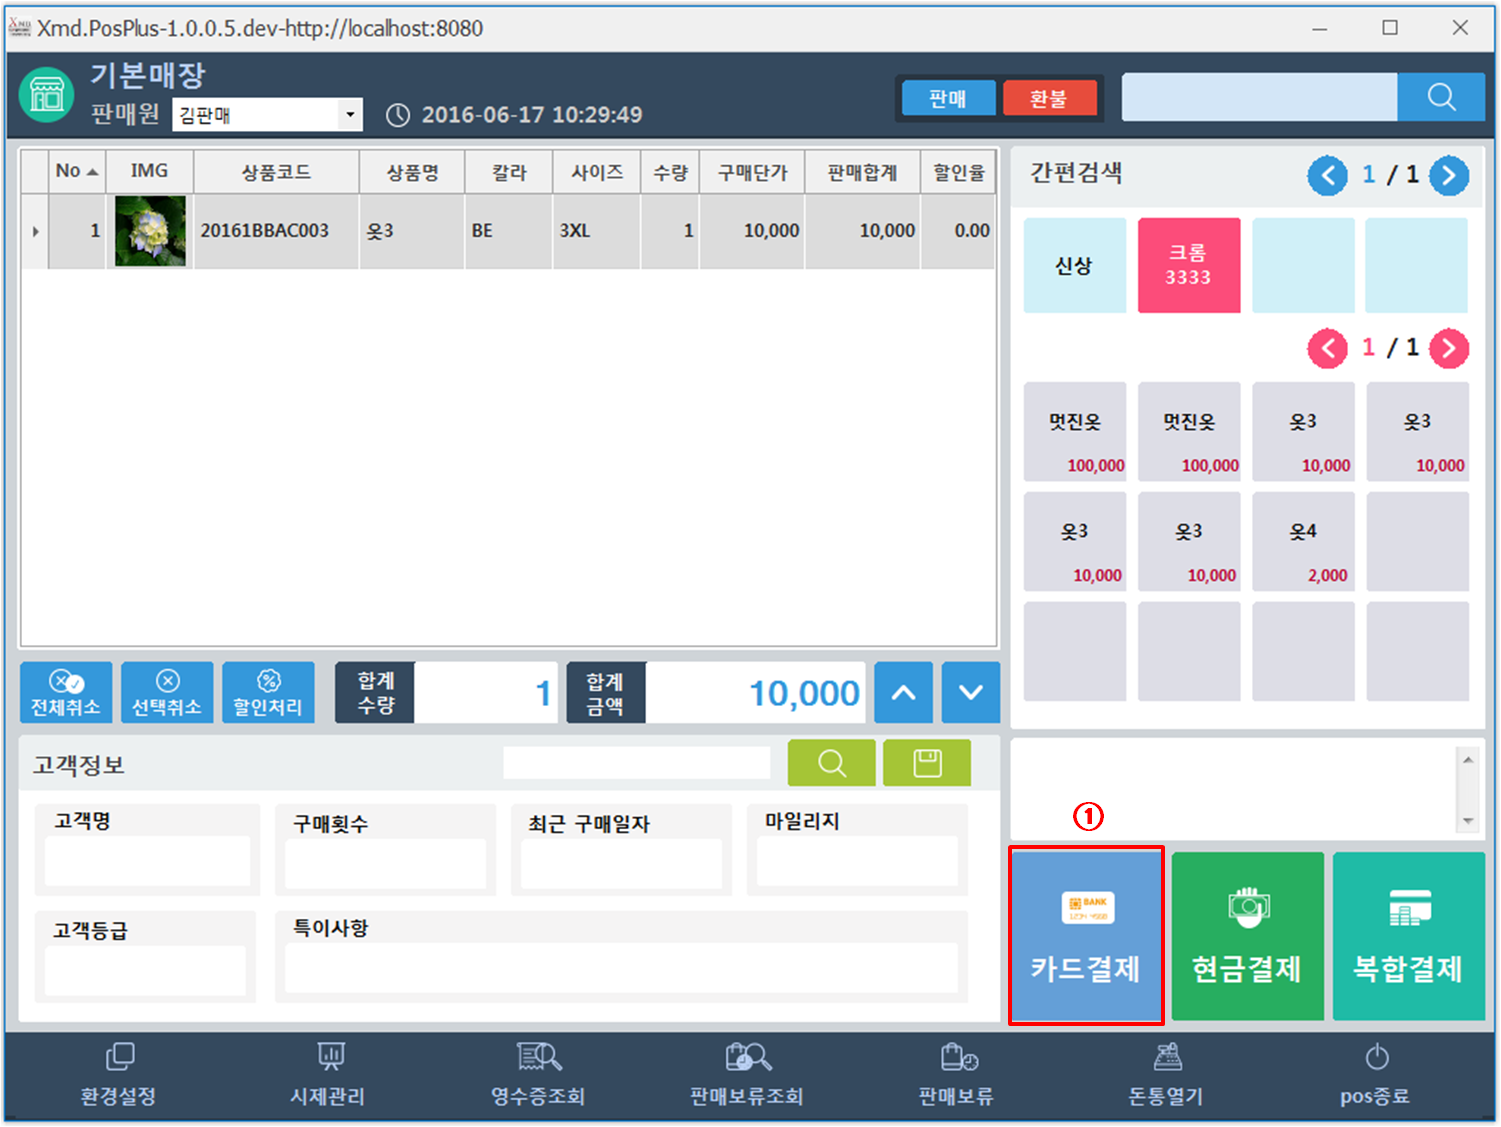 Xmd.PosPlus-1.0.0.5.dev-http://localhost:8080
기본매장
판매원 김판매 2016-06-17 10:29:49 판매 환불
No IMG 상품코드 상품명 칼라 사이즈 수량 구매단가 판매합계 할인율
1 20161BBAC003 옷3 BE 3XL 1 10,000 10,000 0.00
간편검색 1 / 1
신상 크롬
3333
1 / 1
멋진옷 멋진옷 옷3 옷3
100,000 100,000 10,000 10,000
옷3 옷3 옷4
10,000 10,000 2,000
전체취소 선택취소 할인처리
합계
수량
1
합계
금액
10,000
고객정보
고객명 구매횟수 최근 구매일자 마일리지
고객등급 특이사항
①
BANK
카드결제 현금결제 복합결제
환경설정 시제관리 영수증조회 판매보류조회 판매보류 돈통열기 pos종료